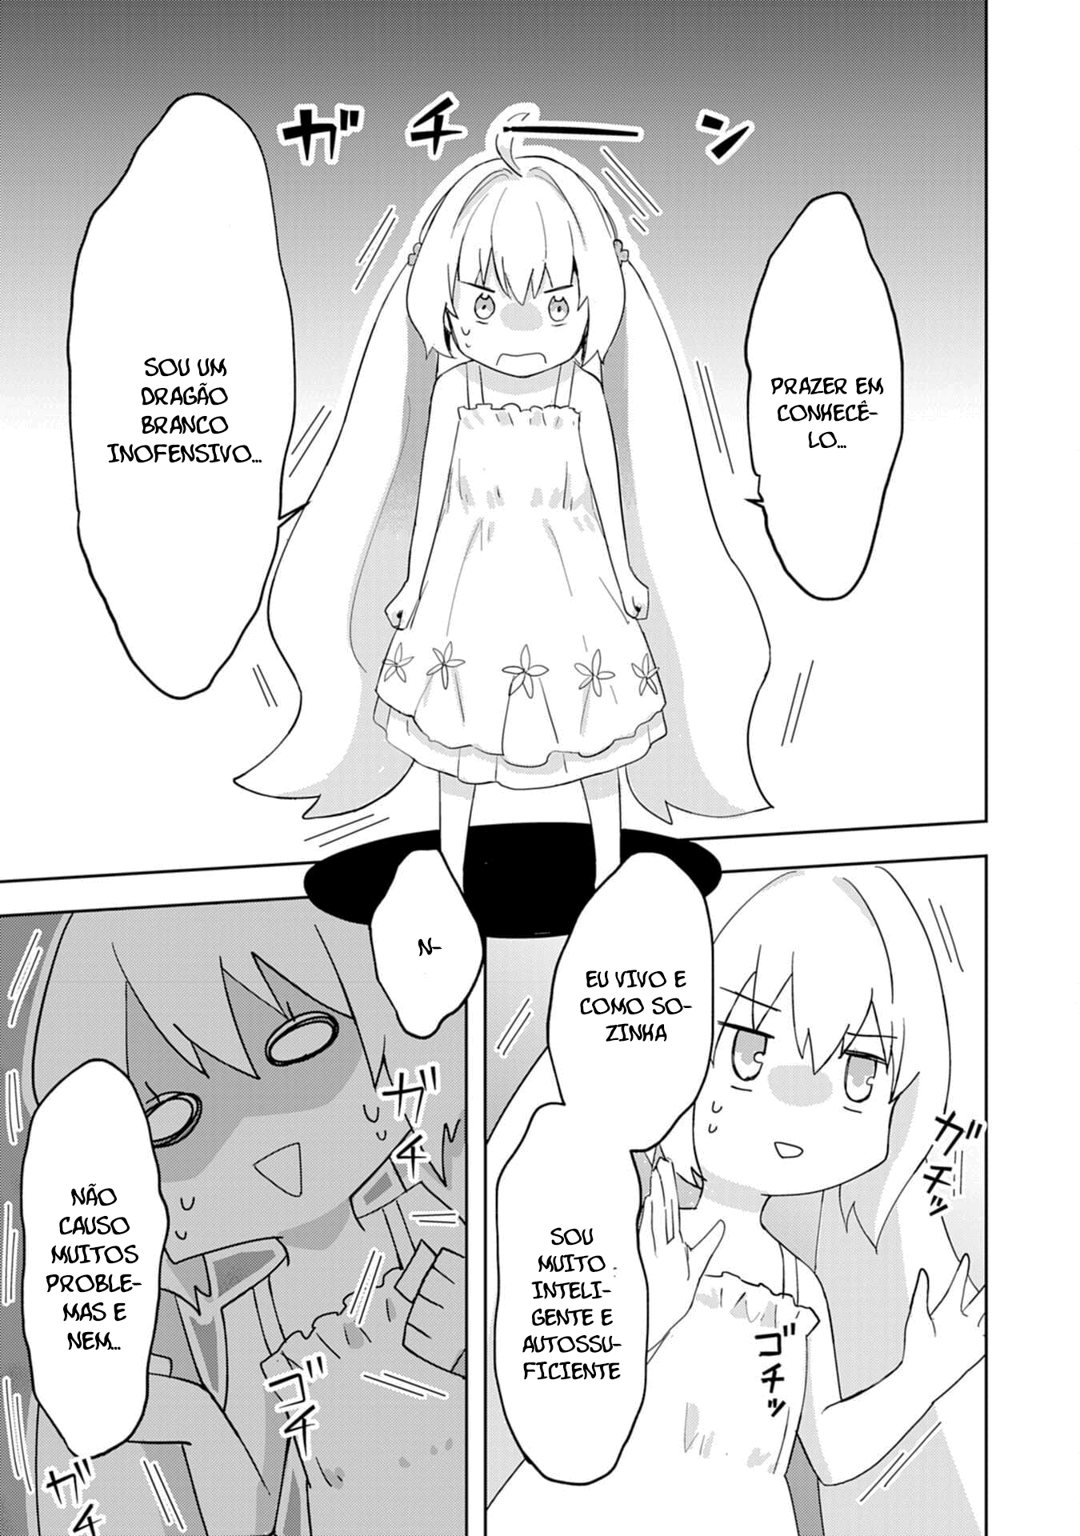 ガチーン
PRAZER EM
CONHECÊ-
LO...
SOU UM
DRAGÃO
BRANCO
INOFENSIVO...
EU VIVO E
COMO SO-
ZINHA
SOU
MUITO
INTELI-
GENTE E
AUTOSSU-
FICIENTE
ガチッ
ゴチッ
N-
NÃO
CAUSO
MUITOS
PROBLE-
MAS E
NEM...
ガチ
ゴチ
ガチ